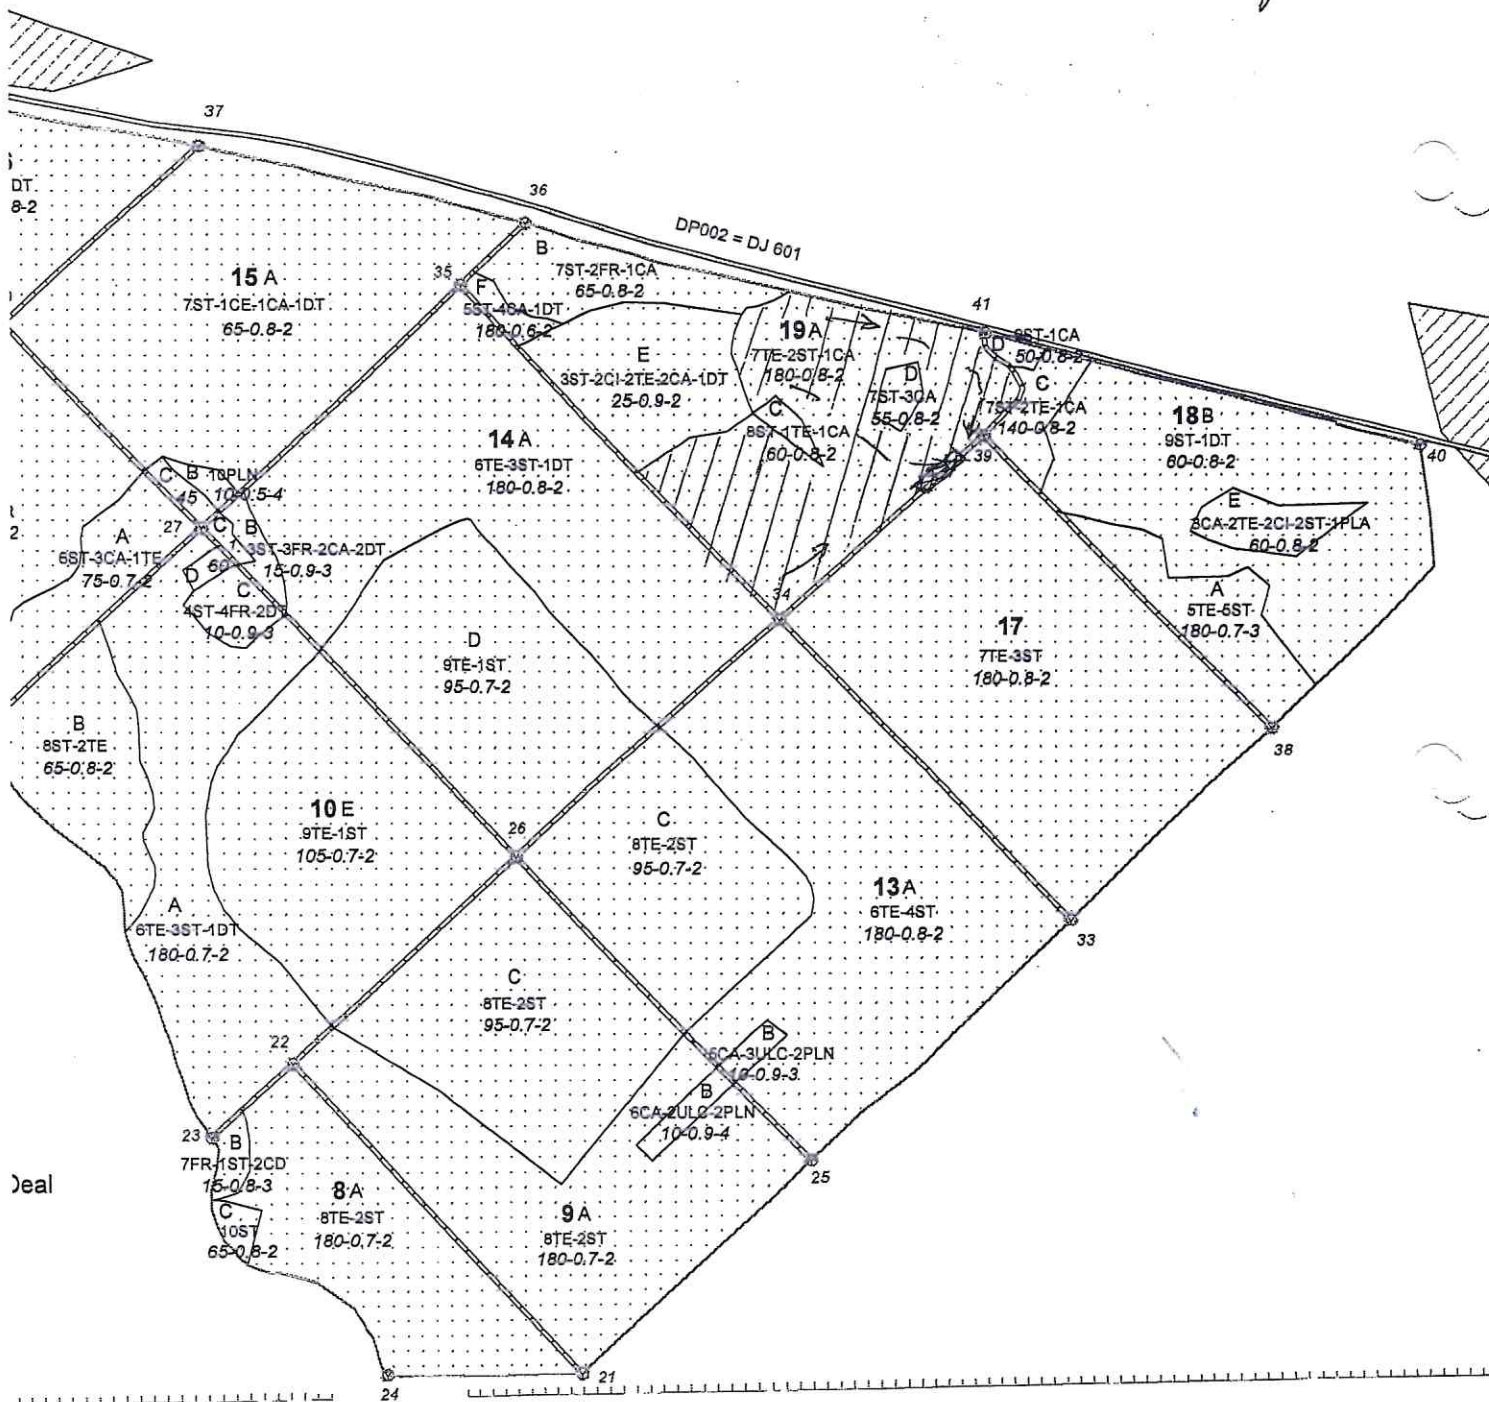 37
DT
8-2
36
DP002 = DJ 601
B
7ST-2FR-1CA
65-0.8-2
35
F
5ST-4CA-1DT
180-0.6-2
15 A
7ST-1CE-1CA-1DT
65-0.8-2
41
19 A
7TE-2ST-1CA
180-0.8-2
D
50-0.8-2
E
3ST-2CI-2TE-2CA-1DT
25-0.9-2
D
7ST-3CA
55-0.8-2
C
7ST-2TE-1CA
140-0.8-2
C
8ST-1TE-1CA
60-0.8-2
18 B
9ST-1DT
60-0.8-2
40
39
14 A
6TE-3ST-1DT
180-0.8-2
C
B
10PLN
10-0.5-4
45
27
C
B
1
3ST-3FR-2CA-2DT
15-0.9-3
60
A
6ST-3CA-1TE
75-0.7-2
D
C
4ST-4FR-2DT
10-0.9-3
E
3CA-2TE-2CI-2ST-1PLA
60-0.8-2
A
5TE-5ST
180-0.7-3
34
17
7TE-3ST
180-0.8-2
D
9TE-1ST
95-0.7-2
38
B
8ST-2TE
65-0.8-2
10 E
9TE-1ST
105-0.7-2
26
C
8TE-2ST
95-0.7-2
13 A
6TE-4ST
180-0.8-2
33
A
6TE-3ST-1DT
180-0.7-2
C
8TE-2ST
95-0.7-2
22
B
5CA-3ULC-2PLN
10-0.9-3
B
6CA-2ULC-2PLN
10-0.9-4
23
B
7FR-1ST-2CD
15-0.8-3
25
Deal
C
10ST
65-0.8-2
8 A
8TE-2ST
180-0.7-2
9 A
8TE-2ST
180-0.7-2
24
21